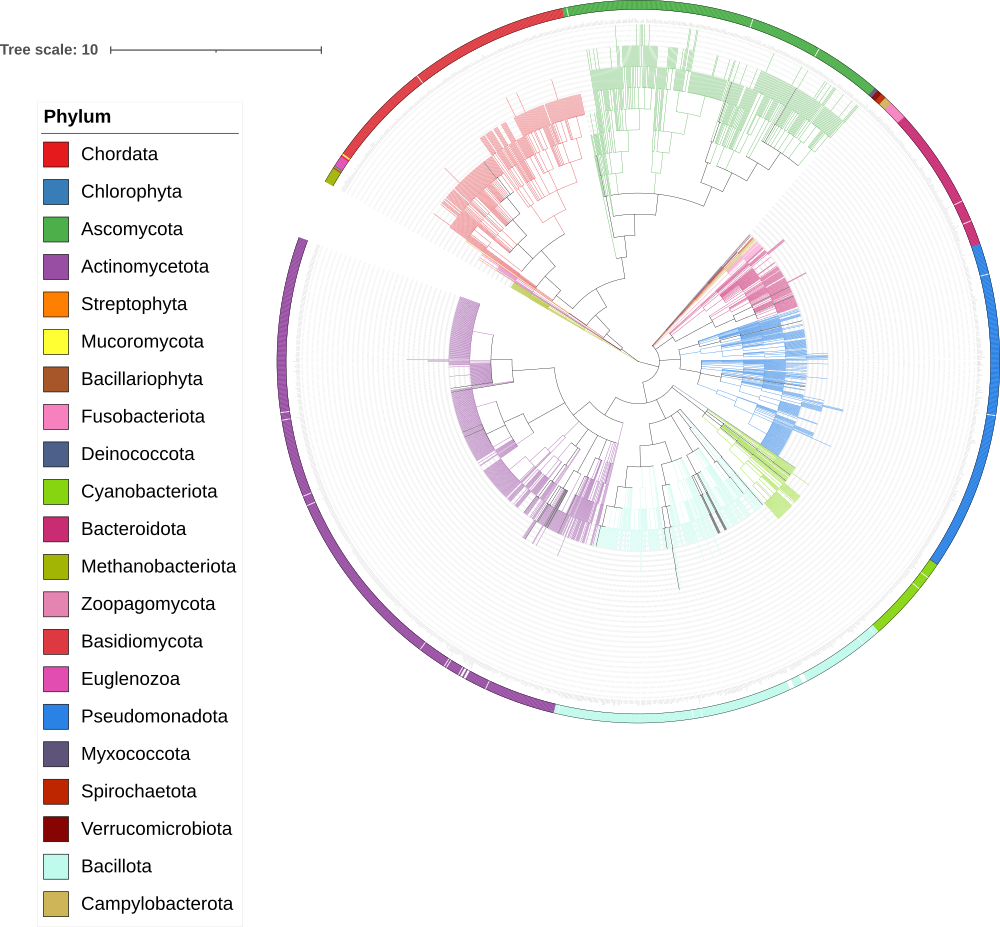 Tree scale: 10
Phylum
Chordata
Chlorophyta
Ascomycota
Actinomycetota
Streptophyta
Mucoromycota
Bacillariophyta
Fusobacteriota
Deinococcota
Cyanobacteriota
Bacteroidota
Methanobacteriota
Zoopagomycota
Basidiomycota
Euglenozoa
Pseudomonadota
Myxococcota
Spirochaetota
Verrucomicrobiota
Bacillota
Campylobacterota